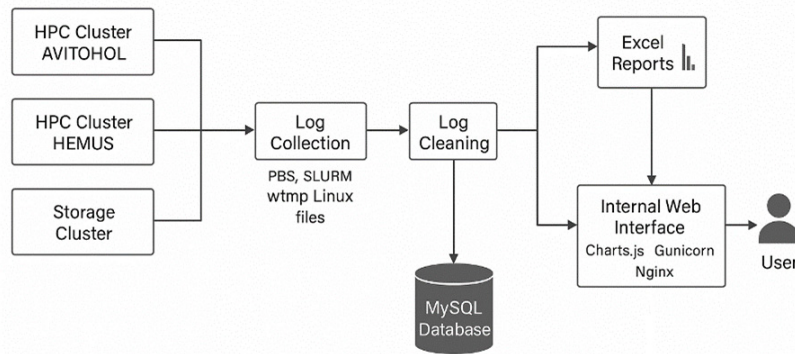 HPC Cluster
AVITOHOL
HPC Cluster
HEMUS
Storage
Cluster
Log
Collection
PBS, SLURM
wtmp Linux
files
Log
Cleaning
MySQL
Database
Excel
Reports
Internal Web
Interface
Charts.js Gunicorn
Nginx
User